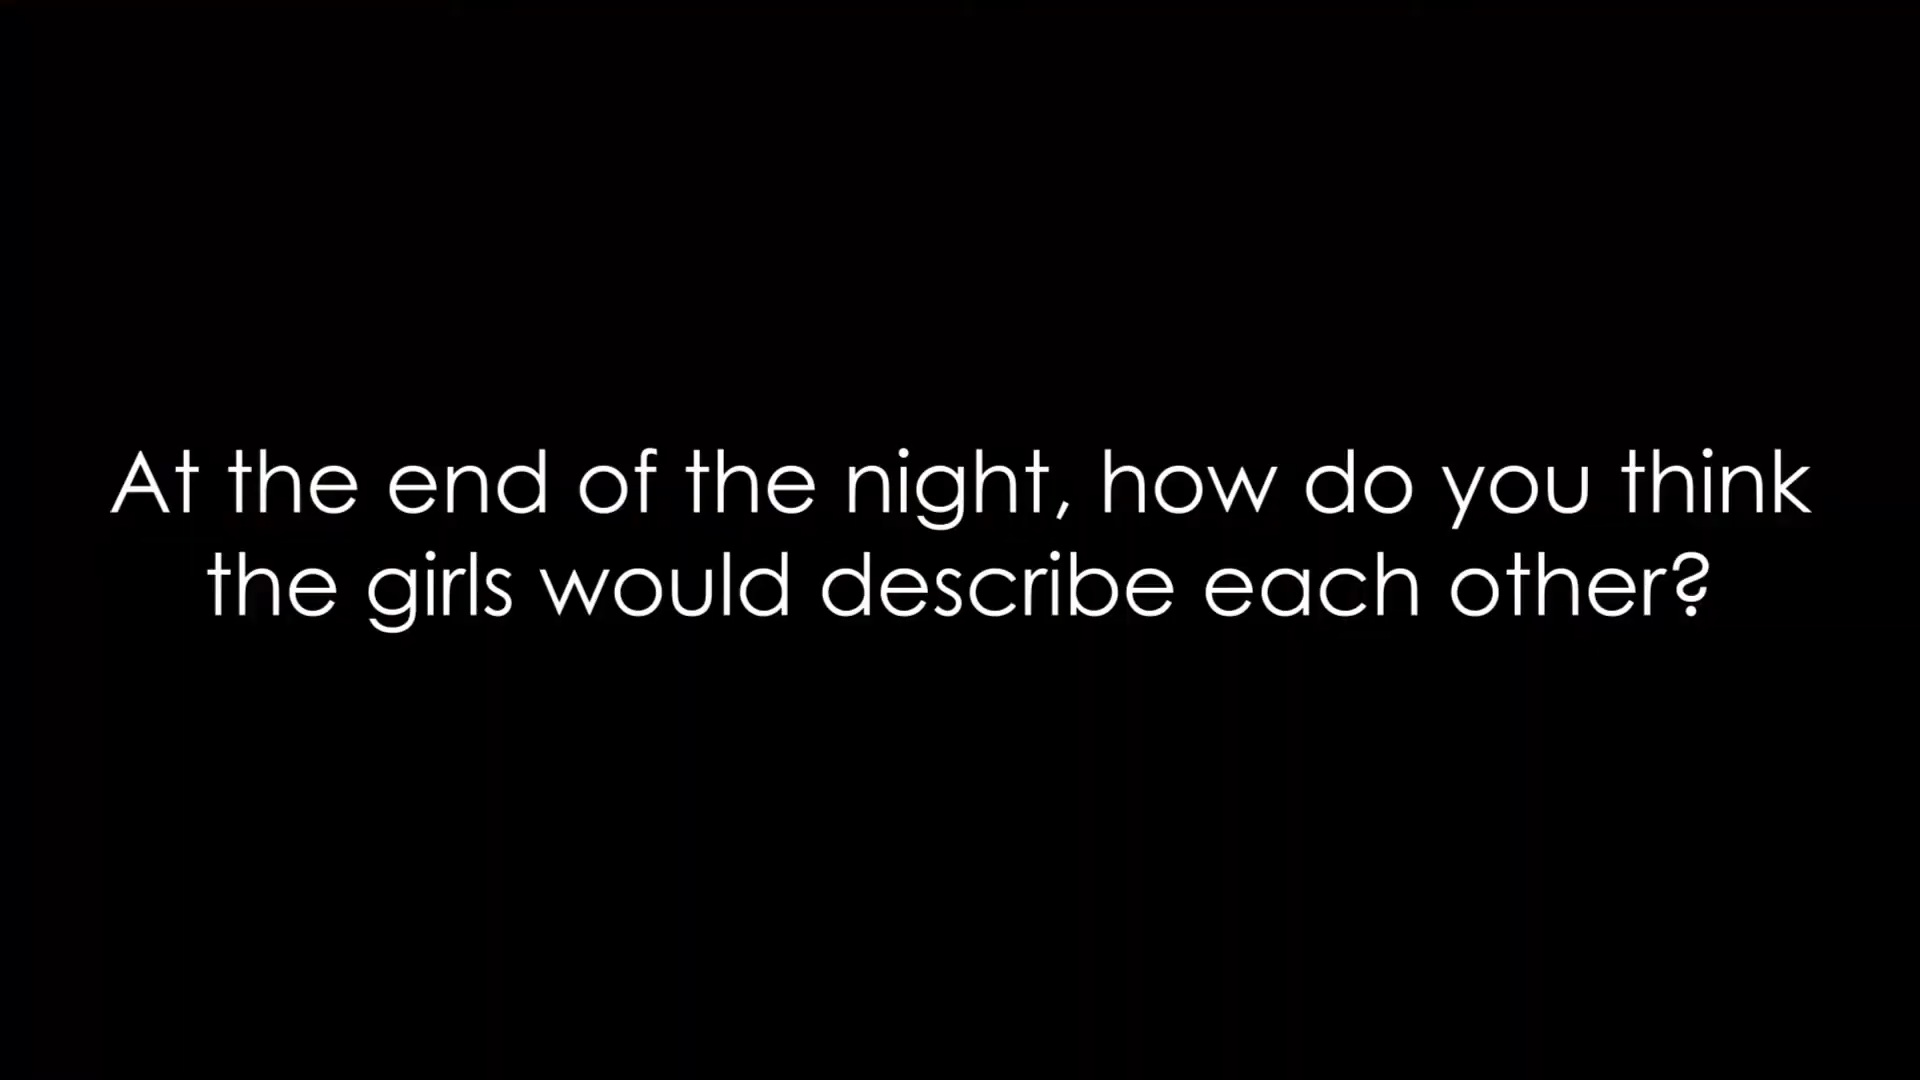 At the end of the night, how do you think
the girls would describe each other?